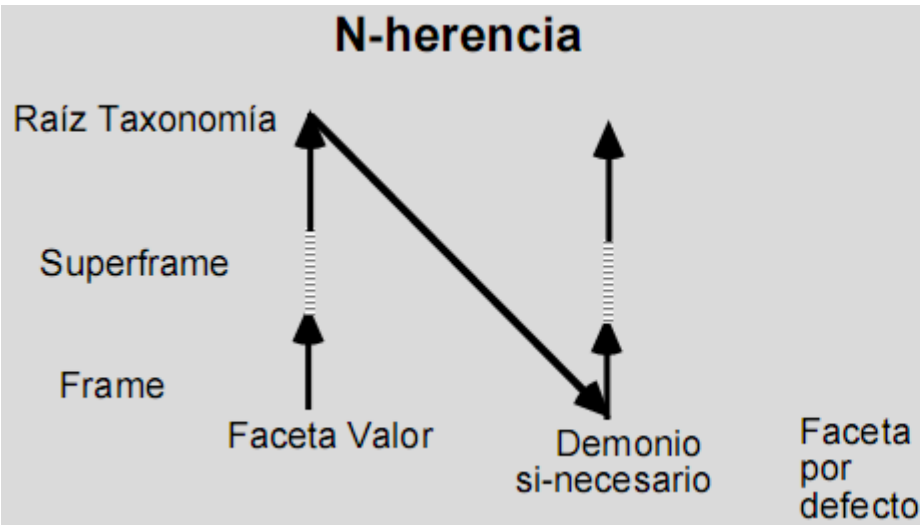 N-herencia
Raíz Taxonomía
Superframe
Frame
Faceta Valor
Demonio
si-necesario
Faceta
por
defecto